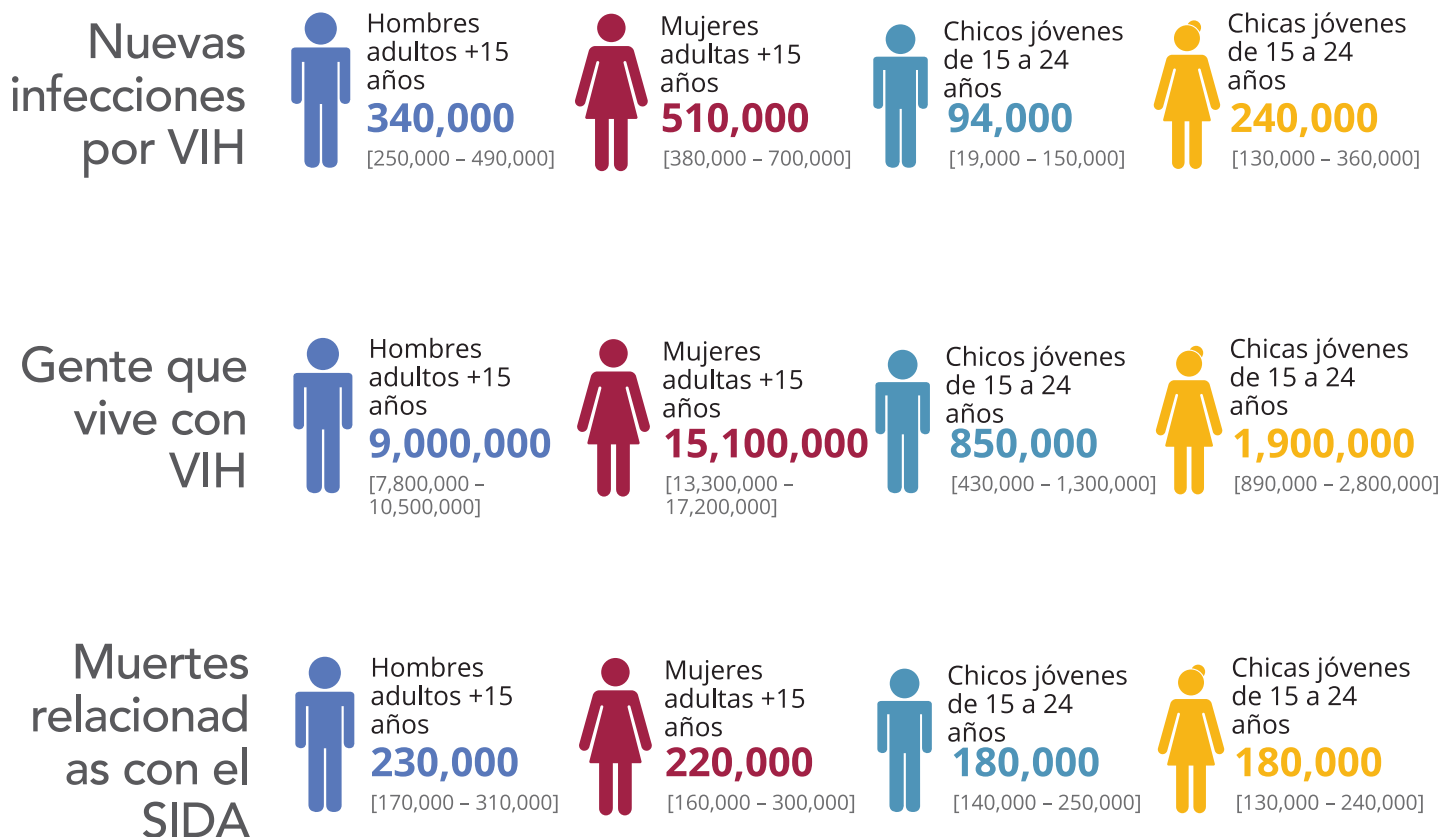 Nuevas
infecciones
por VIH
Hombres
adultos +15
años
340,000
[250,000 – 490,000]
Mujeres
adultas +15
años
510,000
[380,000 – 700,000]
Chicos jóvenes
de 15 a 24
años
94,000
[19,000 – 150,000]
Chicas jóvenes
de 15 a 24
años
240,000
[130,000 – 360,000]
Gente que
vive con
VIH
Hombres
adultos +15
años
9,000,000
[7,800,000 –
10,500,000]
Mujeres
adultas +15
años
15,100,000
[13,300,000 –
17,200,000]
Chicos jóvenes
de 15 a 24
años
850,000
[430,000 – 1,300,000]
Chicas jóvenes
de 15 a 24
años
1,900,000
[890,000 – 2,800,000]
Muertes
relacionad
as con el
SIDA
Hombres
adultos +15
años
230,000
[170,000 – 310,000]
Mujeres
adultas +15
años
220,000
[160,000 – 300,000]
Chicos jóvenes
de 15 a 24
años
180,000
[140,000 – 250,000]
Chicas jóvenes
de 15 a 24
años
180,000
[130,000 – 240,000]